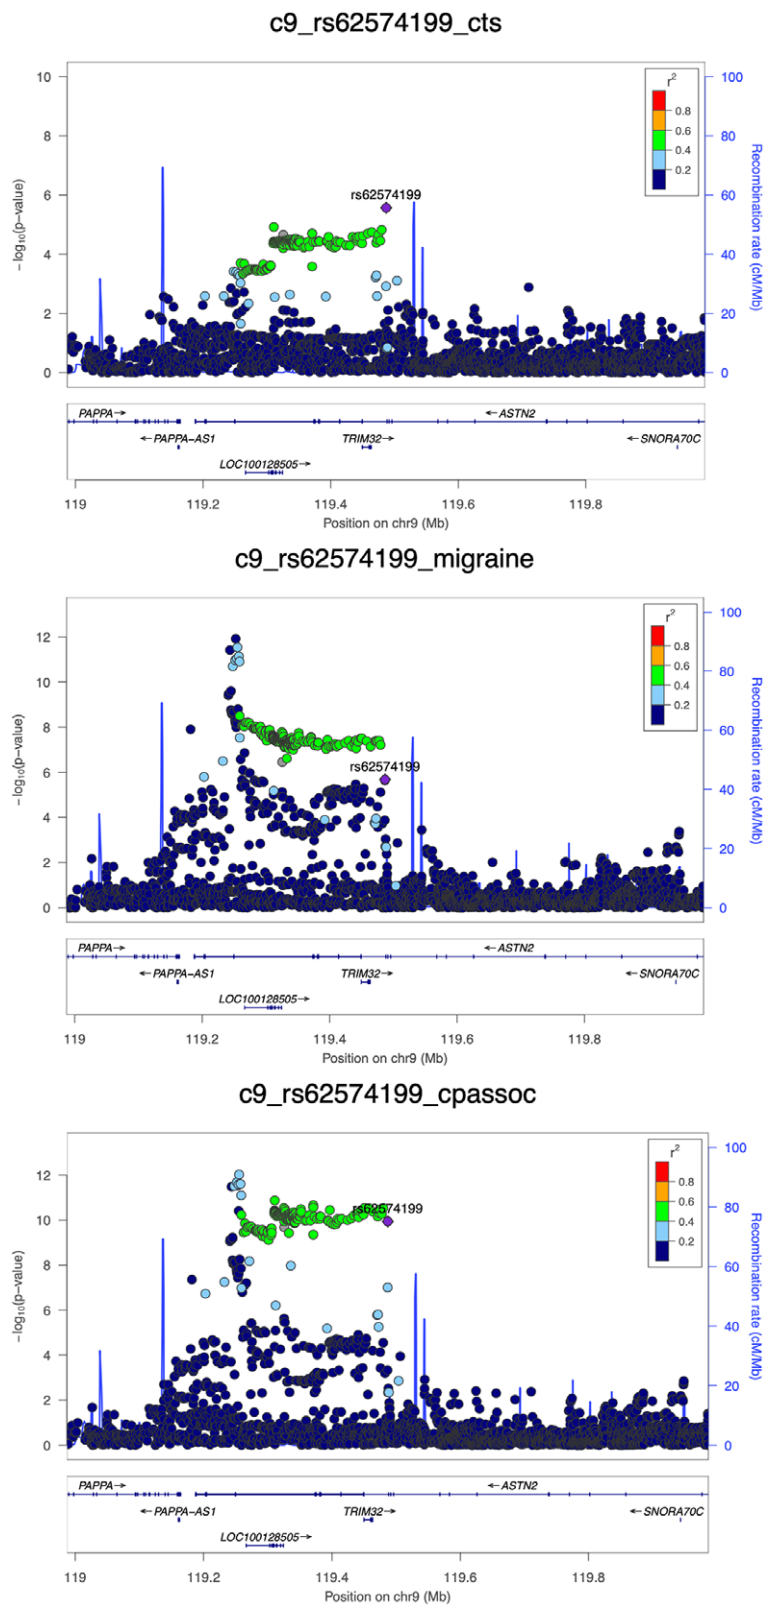 c9_rs62574199_cts
10
8
6
4
2
0
−log10(p−value)
100
80
60
40
20
0
Recombination rate (cM/Mb)
r2
0.8
0.6
0.4
0.2
rs62574199
PAPPA→
←ASTN2
←PAPPA−AS1
TRIM32→
←SNORA70C
LOC100128505→
119
119.2
119.4
119.6
119.8
Position on chr9 (Mb)
c9_rs62574199_migraine
12
10
8
6
4
2
0
−log10(p−value)
100
80
60
40
20
0
Recombination rate (cM/Mb)
r2
0.8
0.6
0.4
0.2
rs62574199
PAPPA→
←ASTN2
←PAPPA−AS1
TRIM32→
←SNORA70C
LOC100128505→
119
119.2
119.4
119.6
119.8
Position on chr9 (Mb)
c9_rs62574199_cpassoc
12
10
8
6
4
2
0
−log10(p−value)
100
80
60
40
20
0
Recombination rate (cM/Mb)
r2
0.8
0.6
0.4
0.2
rs62574199
PAPPA→
←ASTN2
←PAPPA−AS1
TRIM32→
←SNORA70C
LOC100128505→
119
119.2
119.4
119.6
119.8
Position on chr9 (Mb)